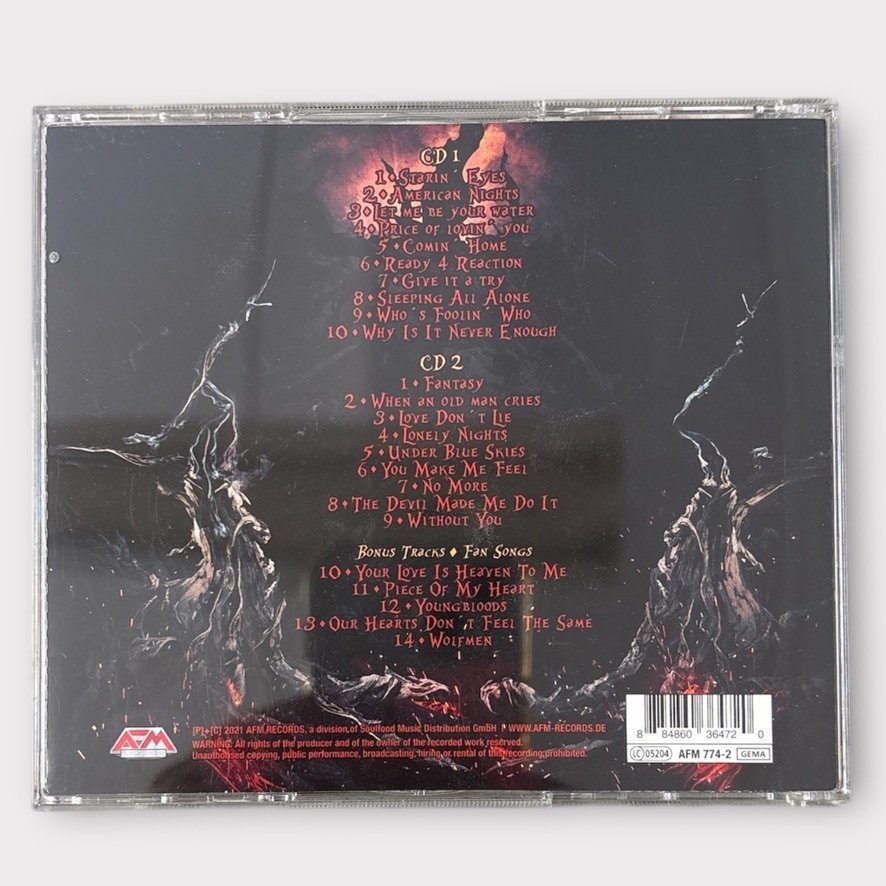 CD 1
1 • Starin´ Eyes
2 • American Nights
3 • Let me be your water
4 • Price of lovin´ you
5 • Comin´ Home
6 • Ready 4 Reaction
7 • Give it a try
8 • Sleeping All Alone
9 • Who´s Foolin´ Who
10 • Why Is It Never Enough
CD 2
1 • Fantasy
2 • When an old man cries
3 • Love Don´t Lie
4 • Lonely Nights
5 • Under Blue Skies
6 • You Make Me Feel
7 • No More
8 • The Devil Made Me Do It
9 • Without You
Bonus Tracks • Fan Songs
10 • Your Love Is Heaven To Me
11 • Piece Of My Heart
12 • Youngbloods
13 • Our Hearts Don´t Feel The Same
14 • Wolfmen
AFM
[P]+[C] 2021 AFM RECORDS, a division of Soulfood Music Distribution GmbH | WWW.AFM-RECORDS.DE
WARNING: All rights of the producer and of the owner of the recorded work reserved.
Unauthorised copying, public performance, broadcasting, hiring or rental of this recording prohibited.
8 84860 36472 0
LC 05204 AFM 774-2 GEMA